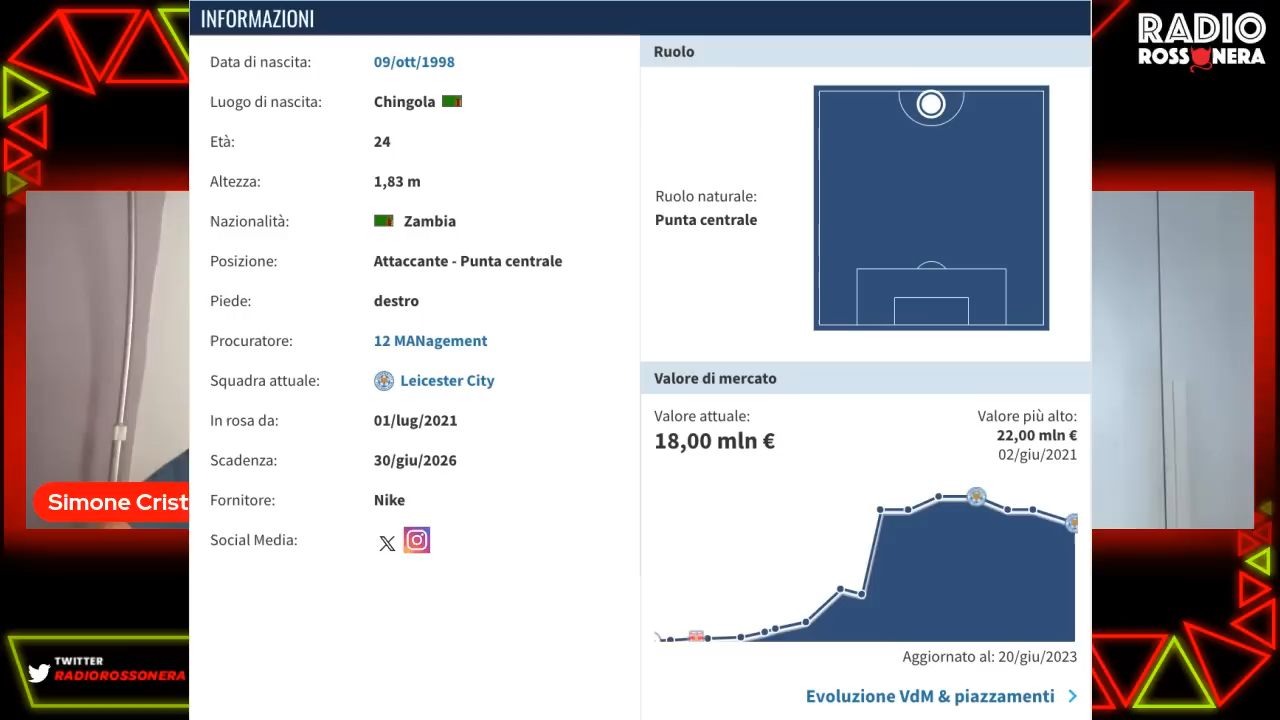 INFORMAZIONI
Data di nascita: 09/ott/1998
Luogo di nascita: Chingola
Età: 24
Altezza: 1,83 m
Nazionalità: Zambia
Posizione: Attaccante - Punta centrale
Piede: destro
Procuratore: 12 MANagement
Squadra attuale: Leicester City
In rosa da: 01/lug/2021
Scadenza: 30/giu/2026
Fornitore: Nike
Social Media:
Ruolo
Ruolo naturale:
Punta centrale
Valore di mercato
Valore attuale:
18,00 mln €
Valore più alto:
22,00 mln €
02/giu/2021
Aggiornato al: 20/giu/2023
Evoluzione VdM & piazzamenti
RADIO
ROSSONERA
Simone Crist
TWITTER
RADIOROSSONERA